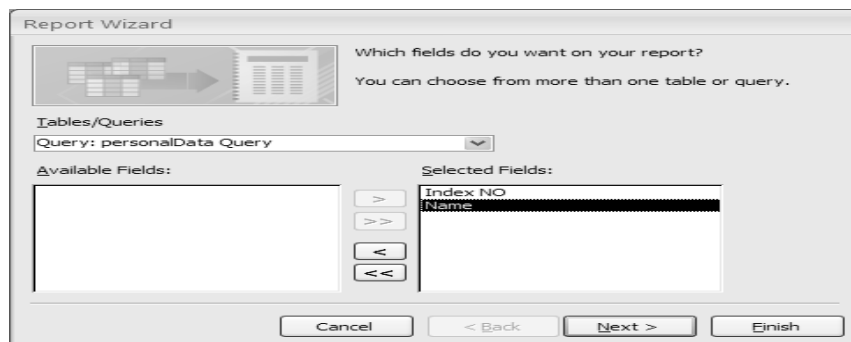 Report Wizard
Which fields do you want on your report?
You can choose from more than one table or query.
Tables/Queries
Query: personalData Query
Available Fields:
Selected Fields:
Index NO
Name
>
>>
<
<<
Cancel
< Back
Next >
Finish